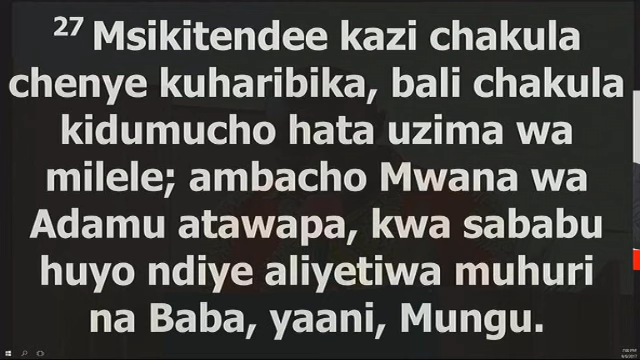 27 Msikitendee kazi chakula
chenye kuharibika, bali chakula
kidumucho hata uzima wa
milele; ambacho Mwana wa
Adamu atawapa, kwa sababu
huyo ndiye aliyetiwa muhuri
na Baba, yaani, Mungu.